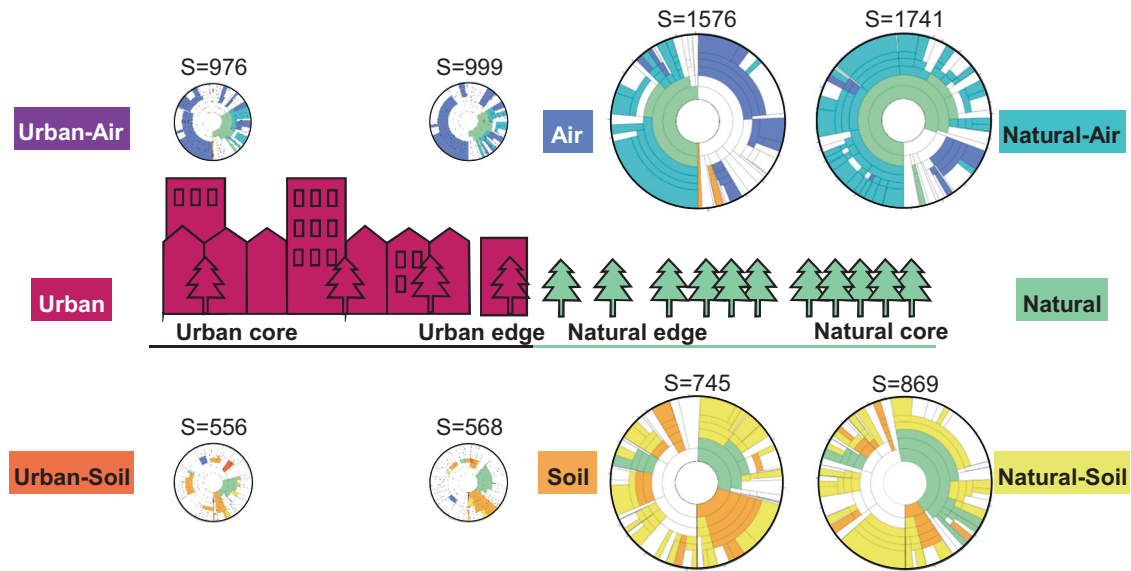 S=1576
S=1741
S=976
S=999
Urban-Air
Air
Natural-Air
Urban
Natural
Urban core
Urban edge
Natural edge
Natural core
S=745
S=869
S=556
S=568
Urban-Soil
Soil
Natural-Soil